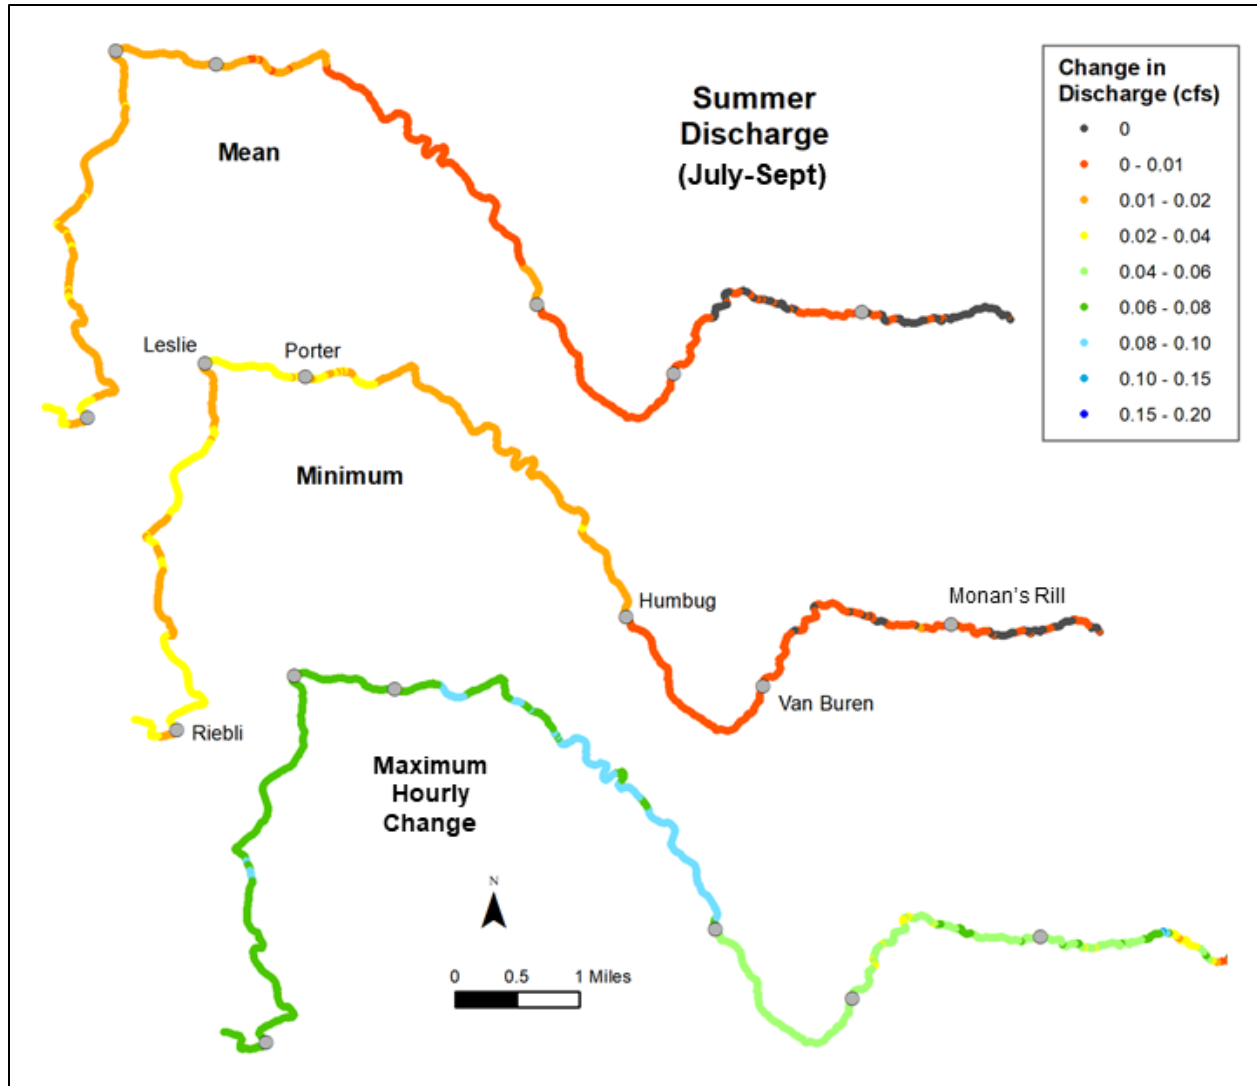 Summer
Discharge
(July-Sept)
Change in
Discharge (cfs)
0
0 - 0.01
0.01 - 0.02
0.02 - 0.04
0.04 - 0.06
0.06 - 0.08
0.08 - 0.10
0.10 - 0.15
0.15 - 0.20
Mean
Leslie
Porter
Minimum
Humbug
Monan's Rill
Van Buren
Riebli
Maximum
Hourly
Change
N
0 0.5 1 Miles